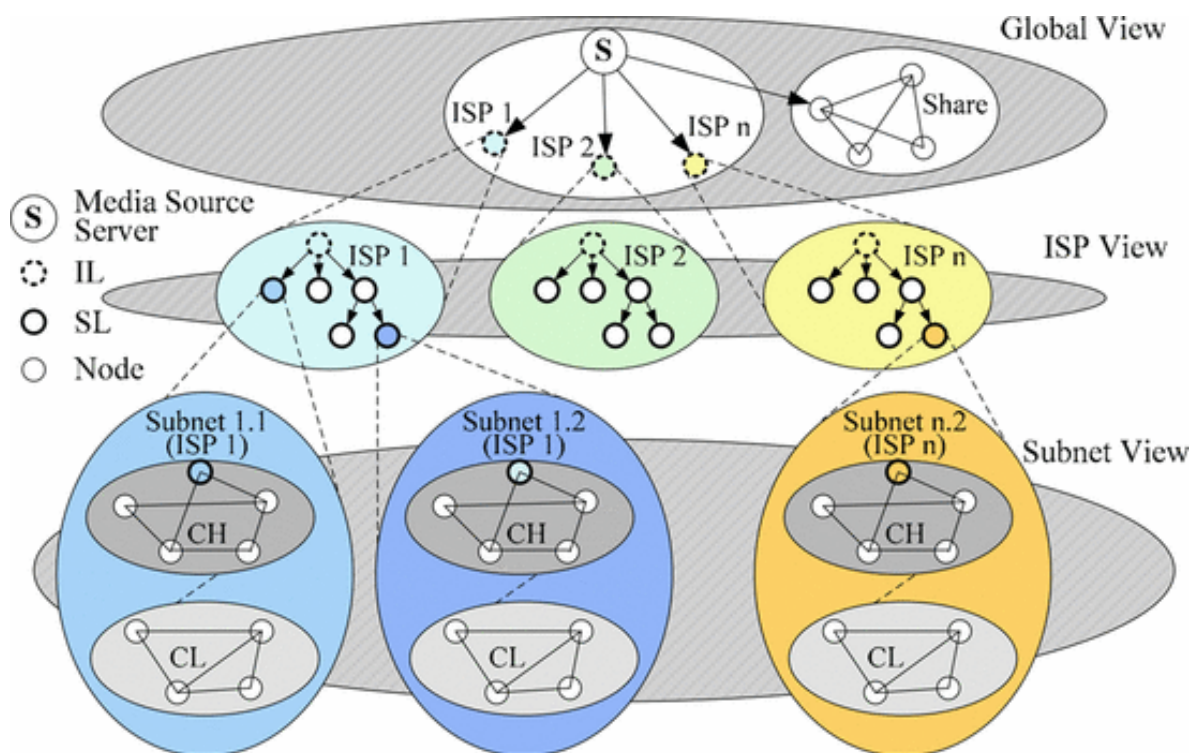 Global View
S
ISP 1
ISP 2
ISP n
Share
S
Media Source
Server
IL
SL
Node
ISP View
ISP 1
ISP 2
ISP n
Subnet View
Subnet 1.1
(ISP 1)
CH
CL
Subnet 1.2
(ISP 1)
CH
CL
Subnet n.2
(ISP n)
CH
CL